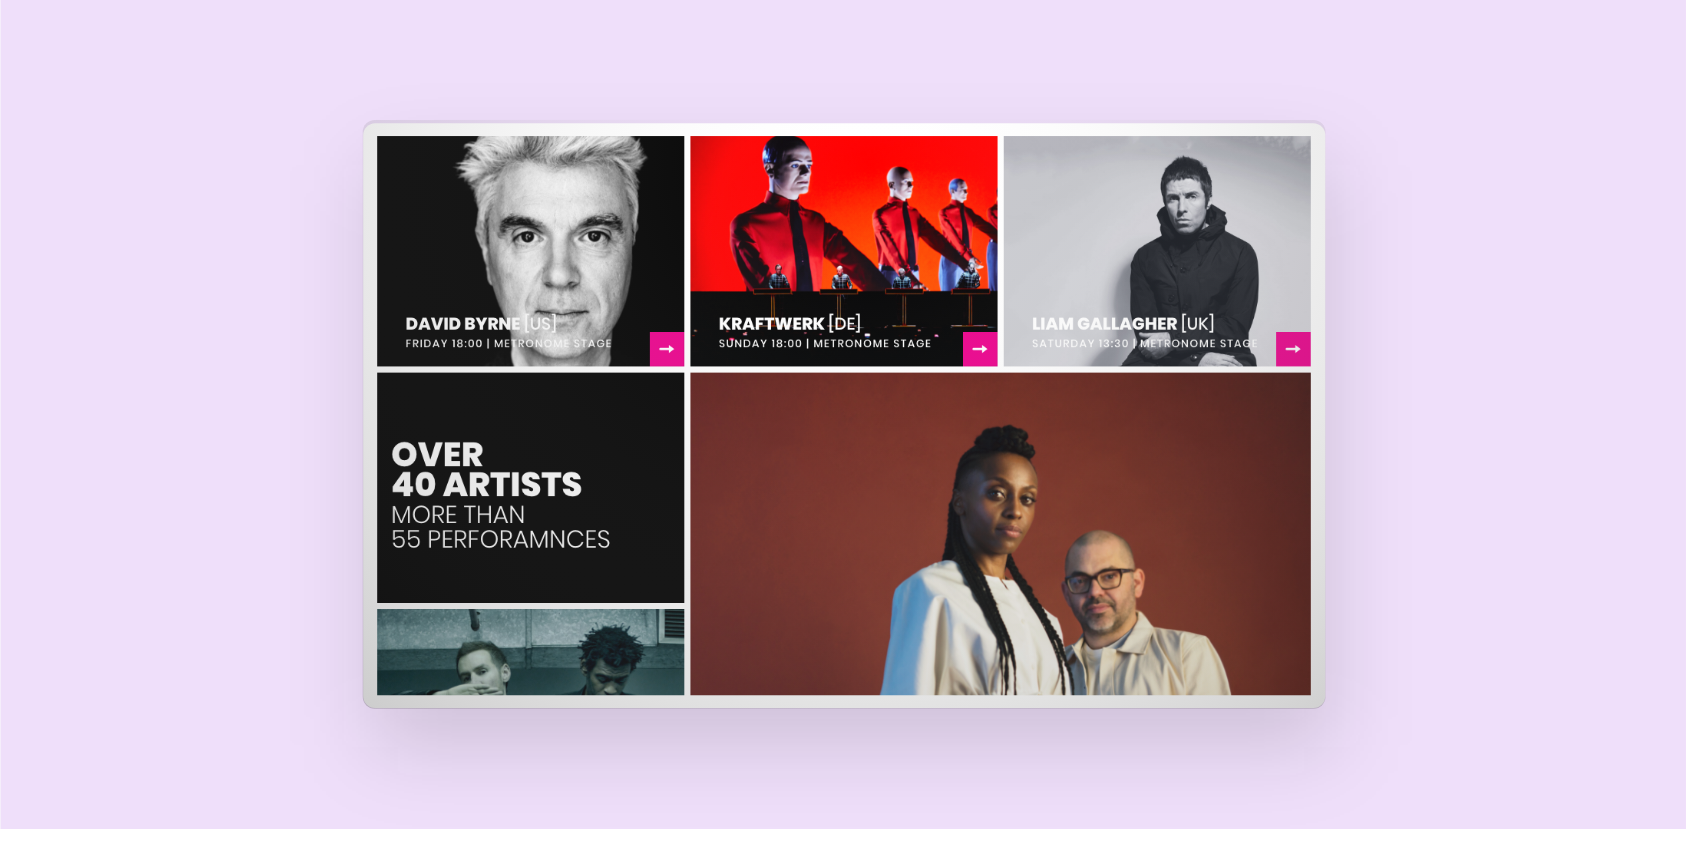 DAVID BYRNE [US]
FRIDAY 18:00 | METRONOME STAGE
KRAFTWERK [DE]
SUNDAY 18:00 | METRONOME STAGE
LIAM GALLAGHER [UK]
SATURDAY 13:30 | METRONOME STAGE
OVER
40 ARTISTS
MORE THAN
55 PERFORAMNCES